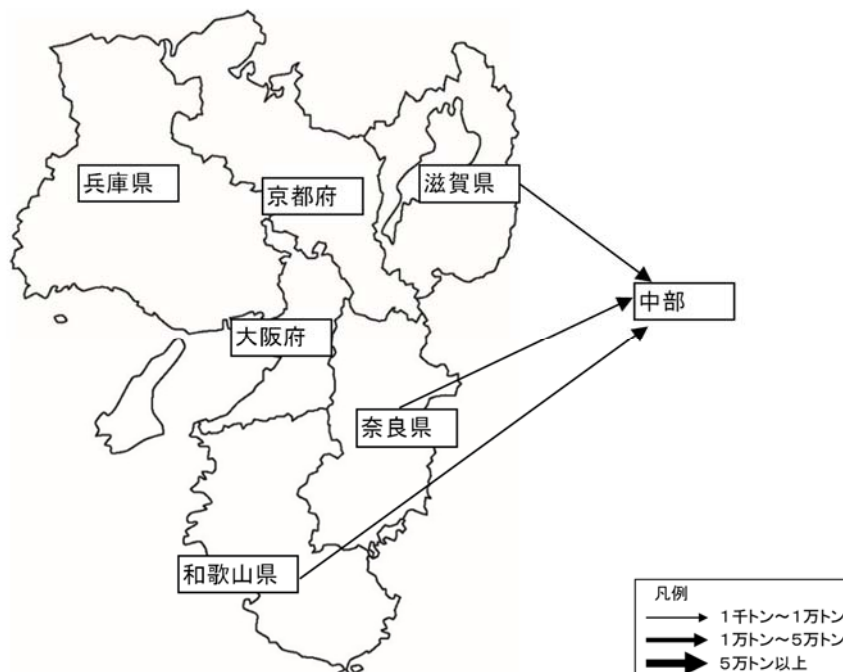 兵庫県
京都府
滋賀県
中部
大阪府
奈良県
和歌山県
凡例
1千トン～1万トン
1万トン～5万トン
5万トン以上